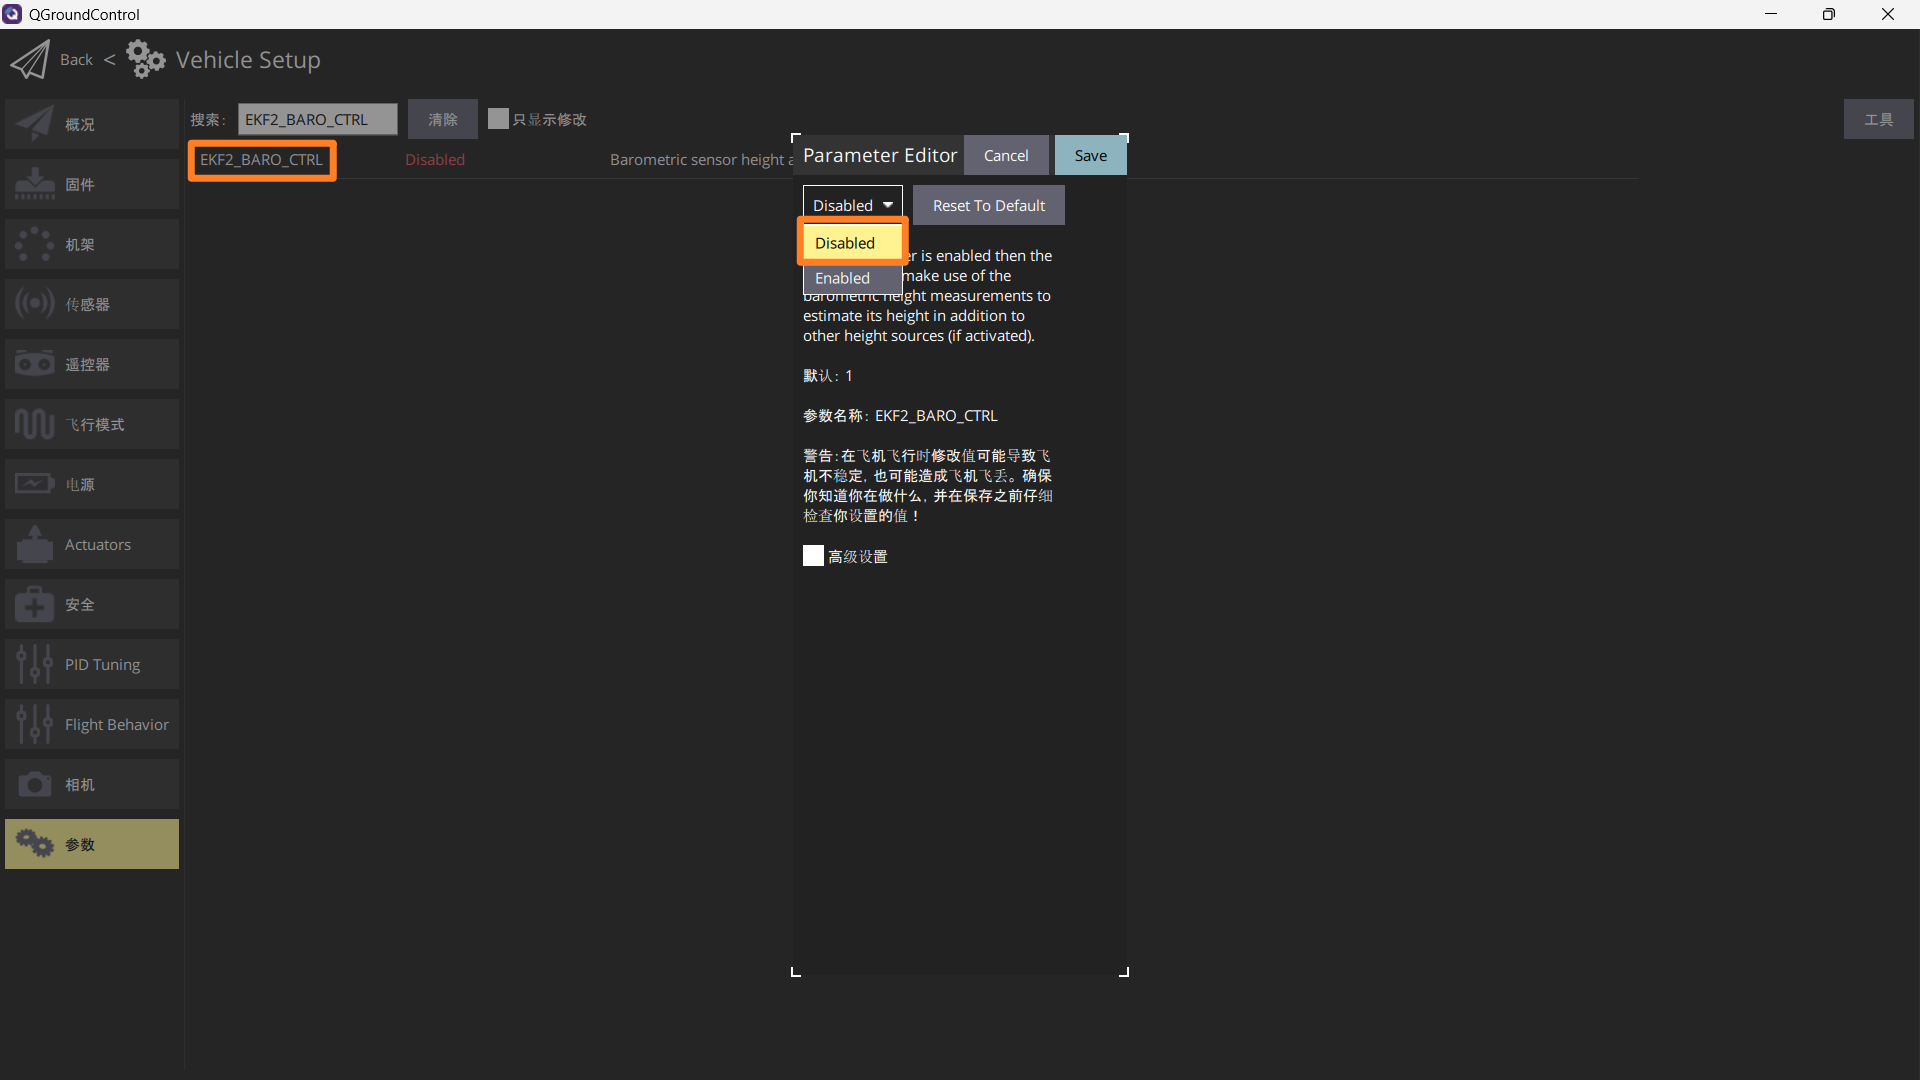 QGroundControl
Back < Vehicle Setup
概况
固件
机架
传感器
遥控器
飞行模式
电源
Actuators
安全
PID Tuning
Flight Behavior
相机
参数
搜索: EKF2_BARO_CTRL 清除 只显示修改 工具
EKF2_BARO_CTRL Disabled Barometric sensor height a
Parameter Editor Cancel Save
Disabled Reset To Default
Disabled
Enabled
er is enabled then the
make use of the
barometric height measurements to
estimate its height in addition to
other height sources (if activated).
默认: 1
参数名称: EKF2_BARO_CTRL
警告:在飞机飞行时修改值可能导致飞
机不稳定, 也可能造成飞机飞丢。确保
你知道你在做什么, 并在保存之前仔细
检查你设置的值！
高级设置